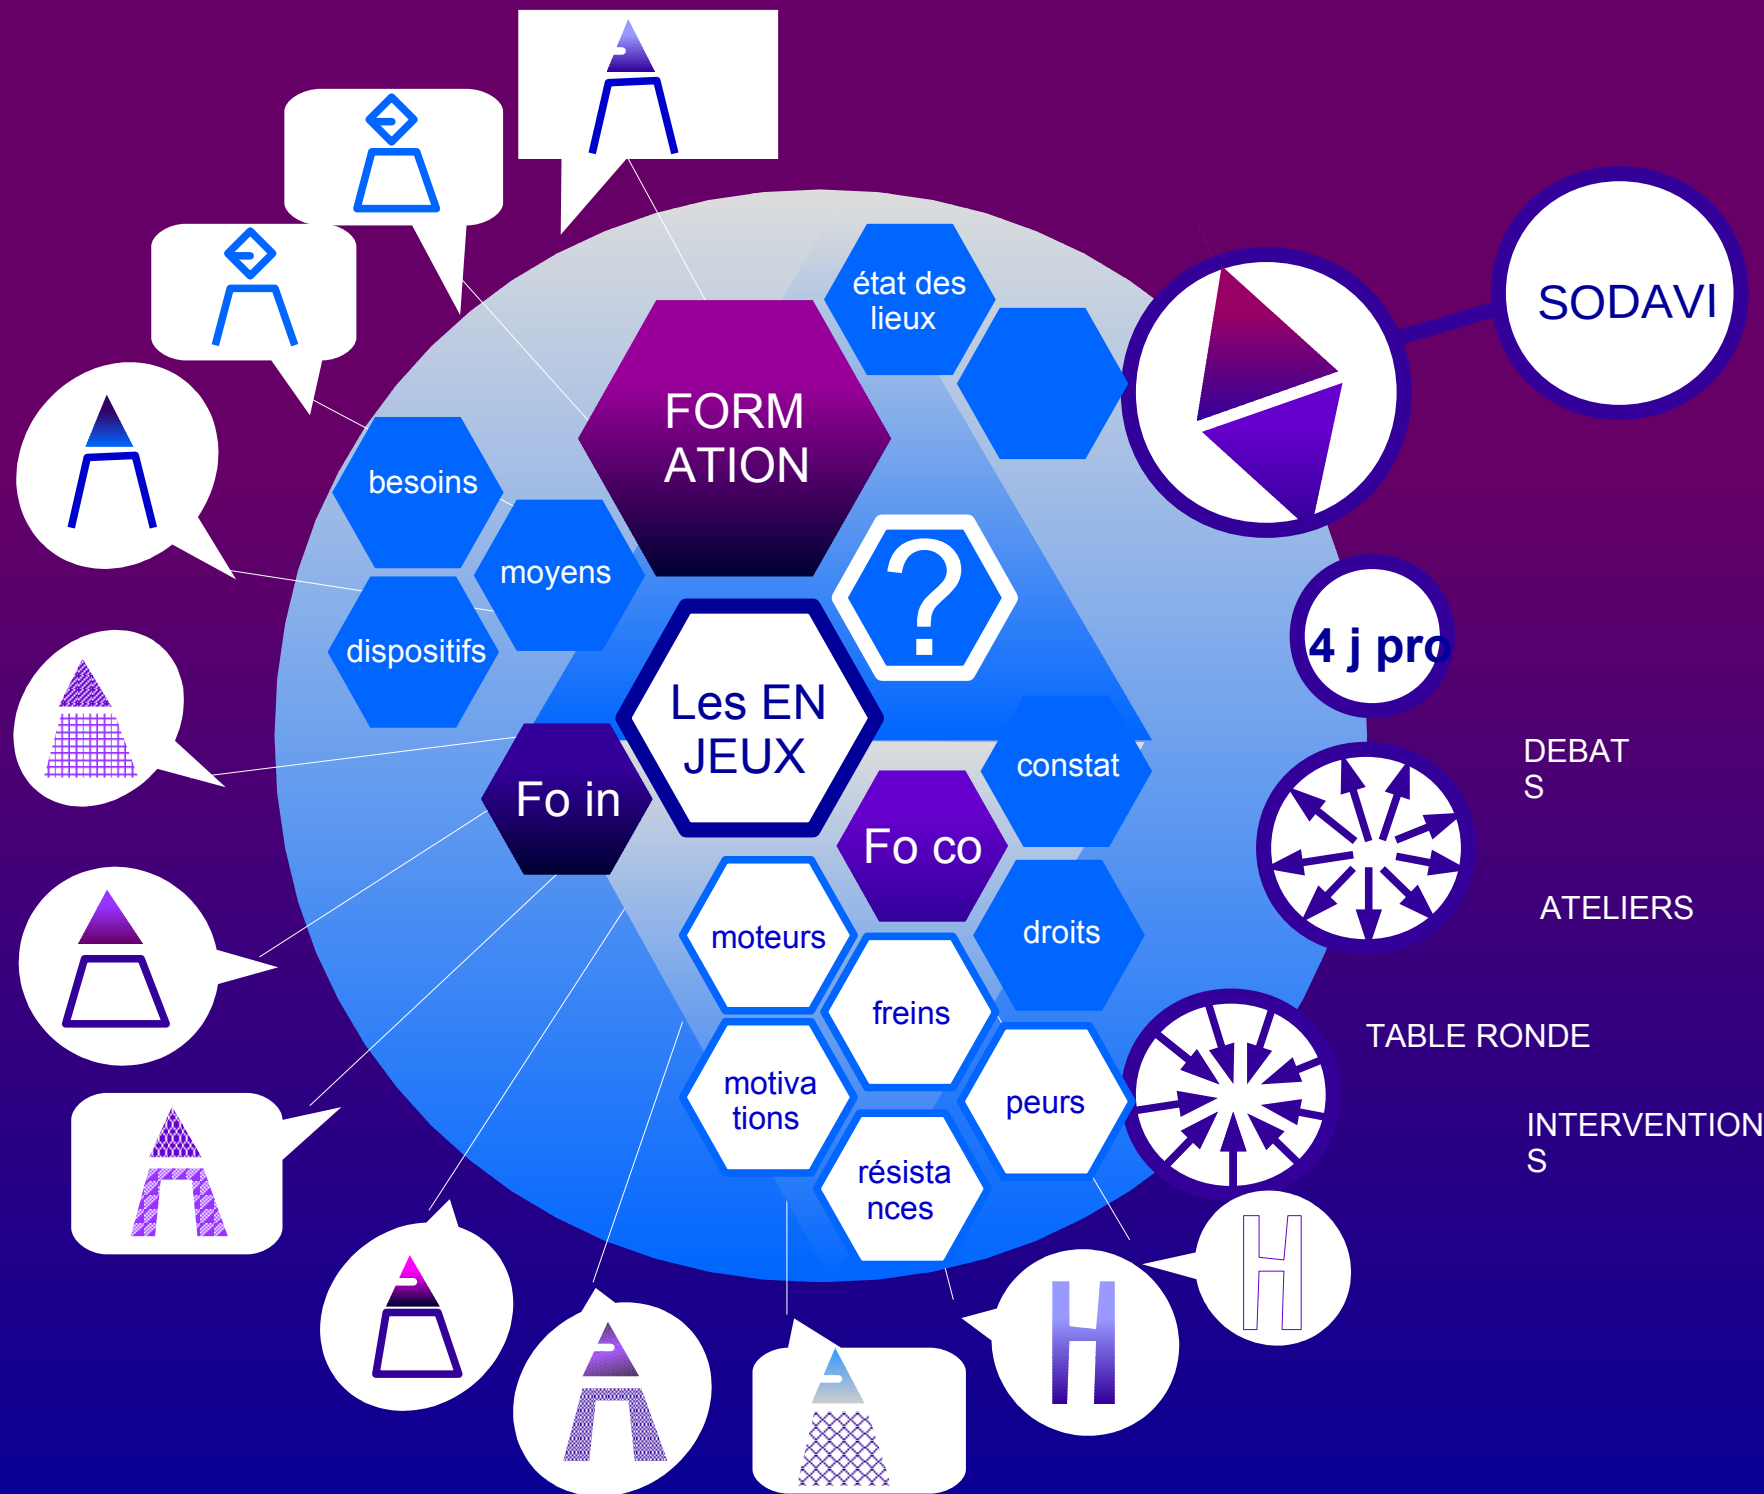 SODAVI
état des
lieux
FORM
ATION
besoins
moyens
dispositifs
?
4 j pro
Les EN
JEUX
Fo in
Fo co
constat
droits
DEBAT
S
ATELIERS
moteurs
freins
motiva
tions
peurs
résista
nces
TABLE RONDE
INTERVENTION
S